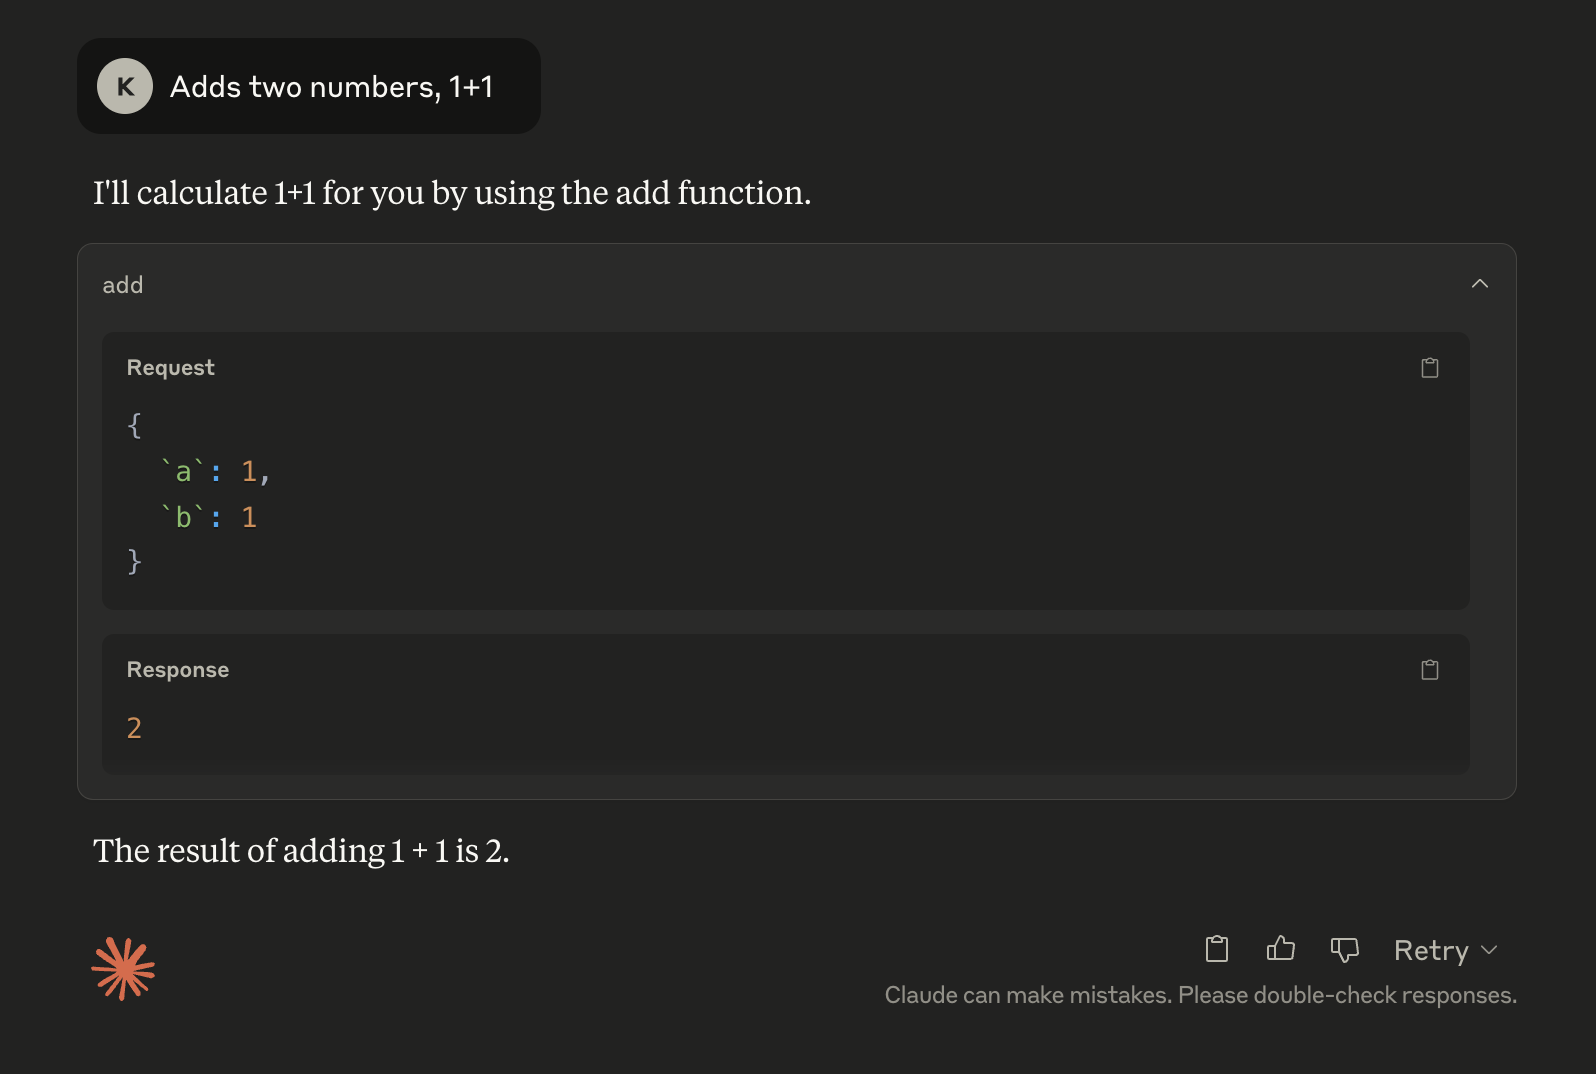 K
Adds two numbers, 1+1
I'll calculate 1+1 for you by using the add function.
add
Request
{
  `a`: 1,
  `b`: 1
}
Response
2
The result of adding 1 + 1 is 2.
Retry
Claude can make mistakes. Please double-check responses.